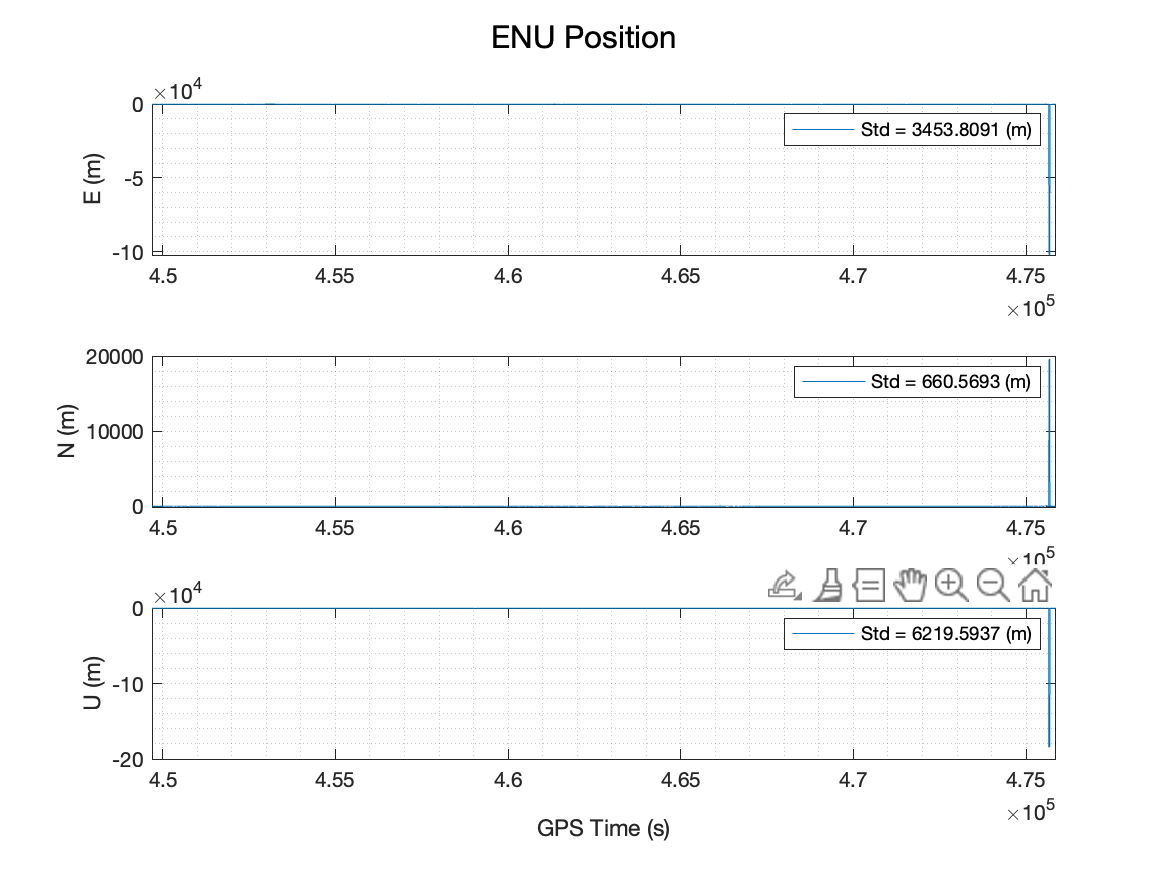 ENU Position
×10⁴
0
-5
-10
E (m)
Std = 3453.8091 (m)
4.5 4.55 4.6 4.65 4.7 4.75
×10⁵
20000
10000
0
N (m)
Std = 660.5693 (m)
4.5 4.55 4.6 4.65 4.7 4.75
×10⁵
×10⁴
0
-10
-20
U (m)
Std = 6219.5937 (m)
4.5 4.55 4.6 4.65 4.7 4.75
×10⁵
GPS Time (s)